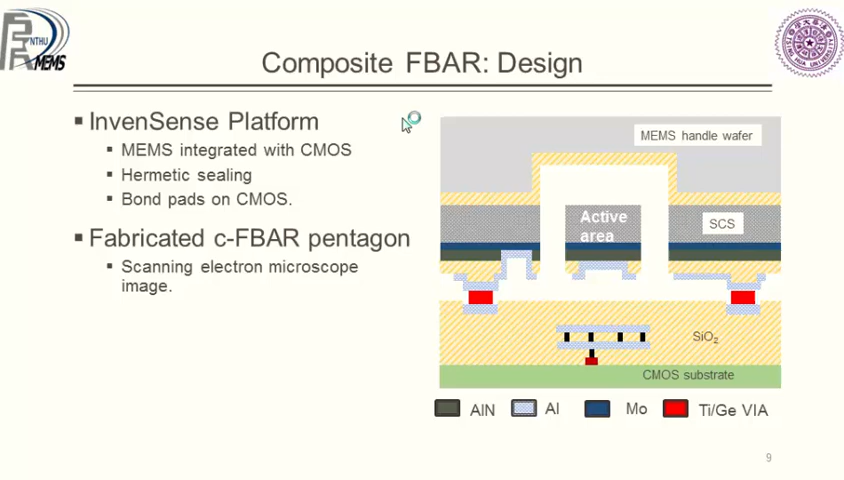 NTHU
MEMS
Composite FBAR: Design
InvenSense Platform
MEMS integrated with CMOS
Hermetic sealing
Bond pads on CMOS.
Fabricated c-FBAR pentagon
Scanning electron microscope
image.
MEMS handle wafer
Active
area
SCS
SiO2
CMOS substrate
AlN
Al
Mo
Ti/Ge VIA
9